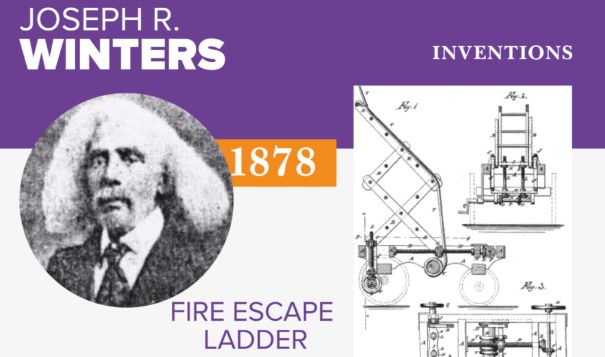 JOSEPH R.
WINTERS
INVENTIONS
1878
Fig. 1.
Fig. 2.
Fig. 3.
FIRE ESCAPE
LADDER